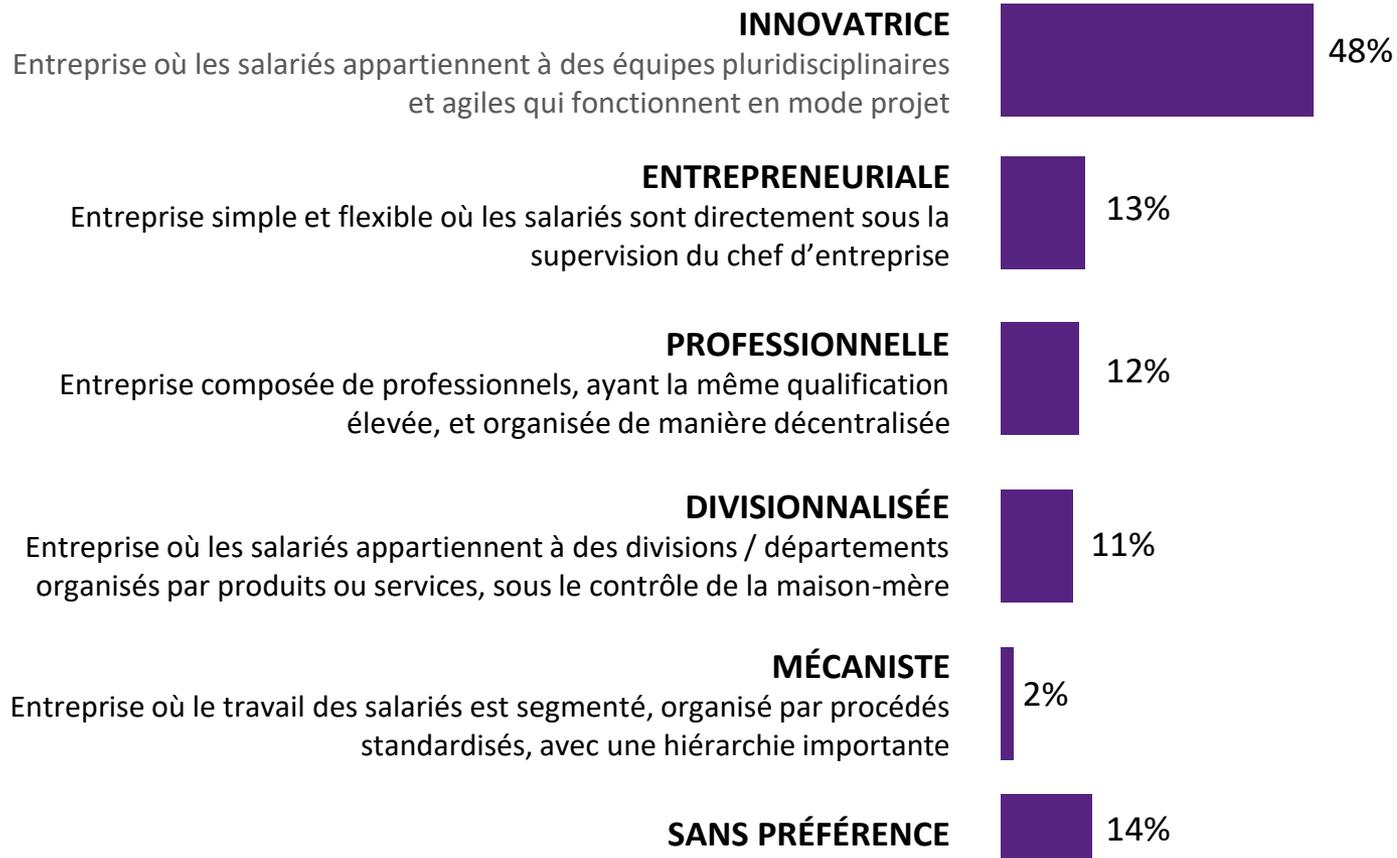 INNOVATRICE
Entreprise où les salariés appartiennent à des équipes pluridisciplinaires
et agiles qui fonctionnent en mode projet
48%
ENTREPRENEURIALE
Entreprise simple et flexible où les salariés sont directement sous la
supervision du chef d’entreprise
13%
PROFESSIONNELLE
Entreprise composée de professionnels, ayant la même qualification
élevée, et organisée de manière décentralisée
12%
DIVISIONNALISÉE
Entreprise où les salariés appartiennent à des divisions / départements
organisés par produits ou services, sous le contrôle de la maison-mère
11%
MÉCANISTE
Entreprise où le travail des salariés est segmenté, organisé par procédés
standardisés, avec une hiérarchie importante
2%
SANS PRÉFÉRENCE
14%